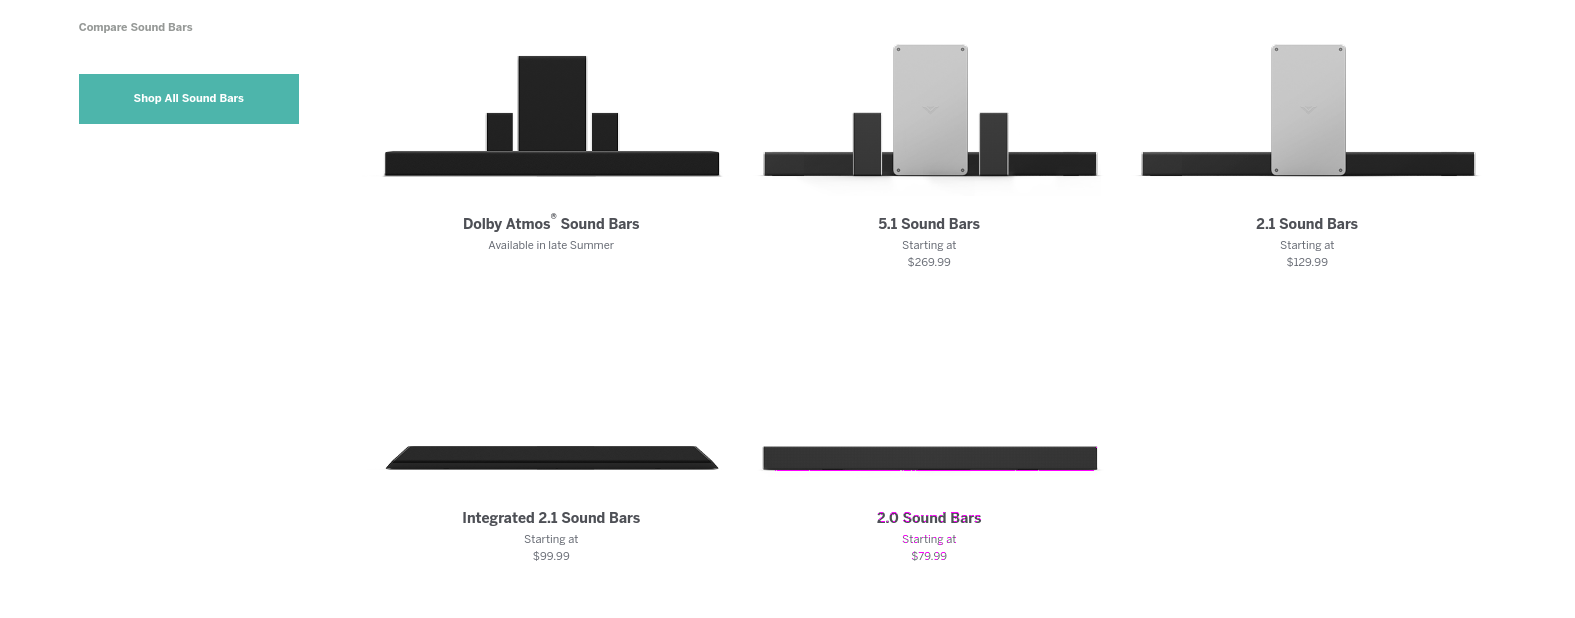 Compare Sound Bars
Shop All Sound Bars
Dolby Atmos® Sound Bars
Available in late Summer
5.1 Sound Bars
Starting at
$269.99
2.1 Sound Bars
Starting at
$129.99
Integrated 2.1 Sound Bars
Starting at
$99.99
2.0 Sound Bars
Starting at
$79.99